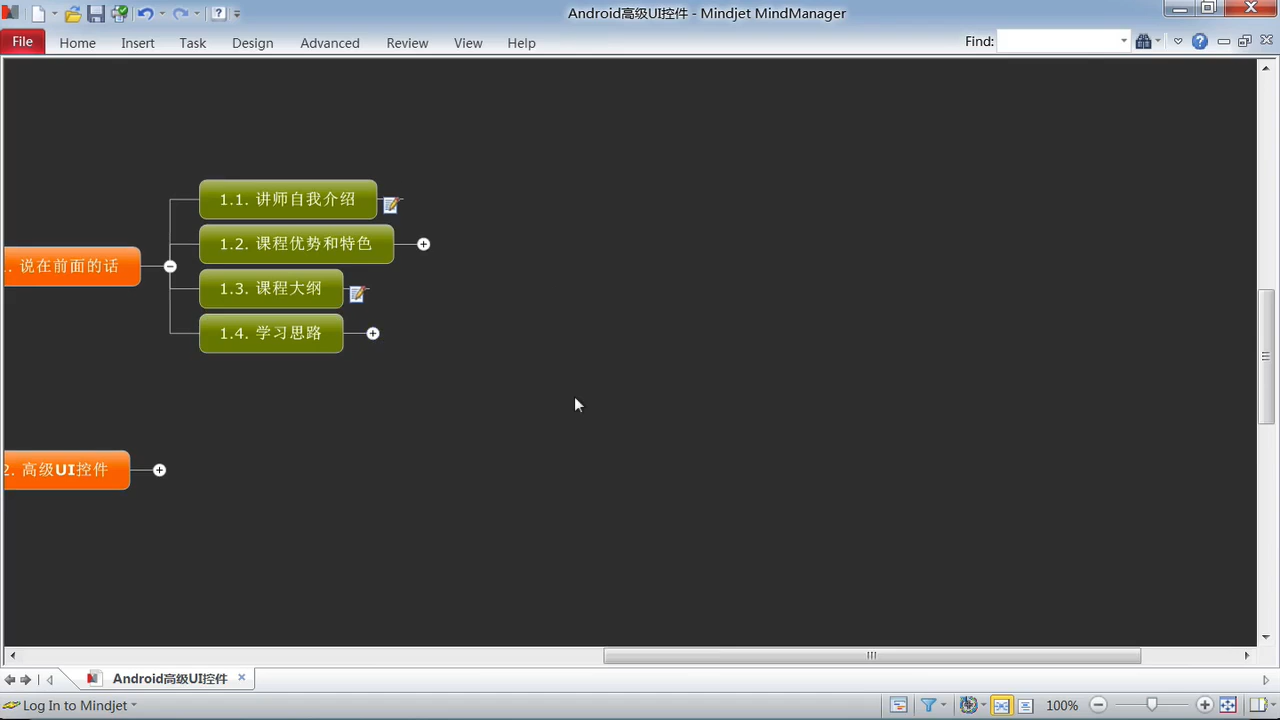 Android高级UI控件 - Mindjet MindManager
File Home Insert Task Design Advanced Review View Help Find:
1.1. 讲师自我介绍
1.2. 课程优势和特色
1. 说在前面的话
1.3. 课程大纲
1.4. 学习思路
2. 高级UI控件
Android高级UI控件
Log In to Mindjet
100%